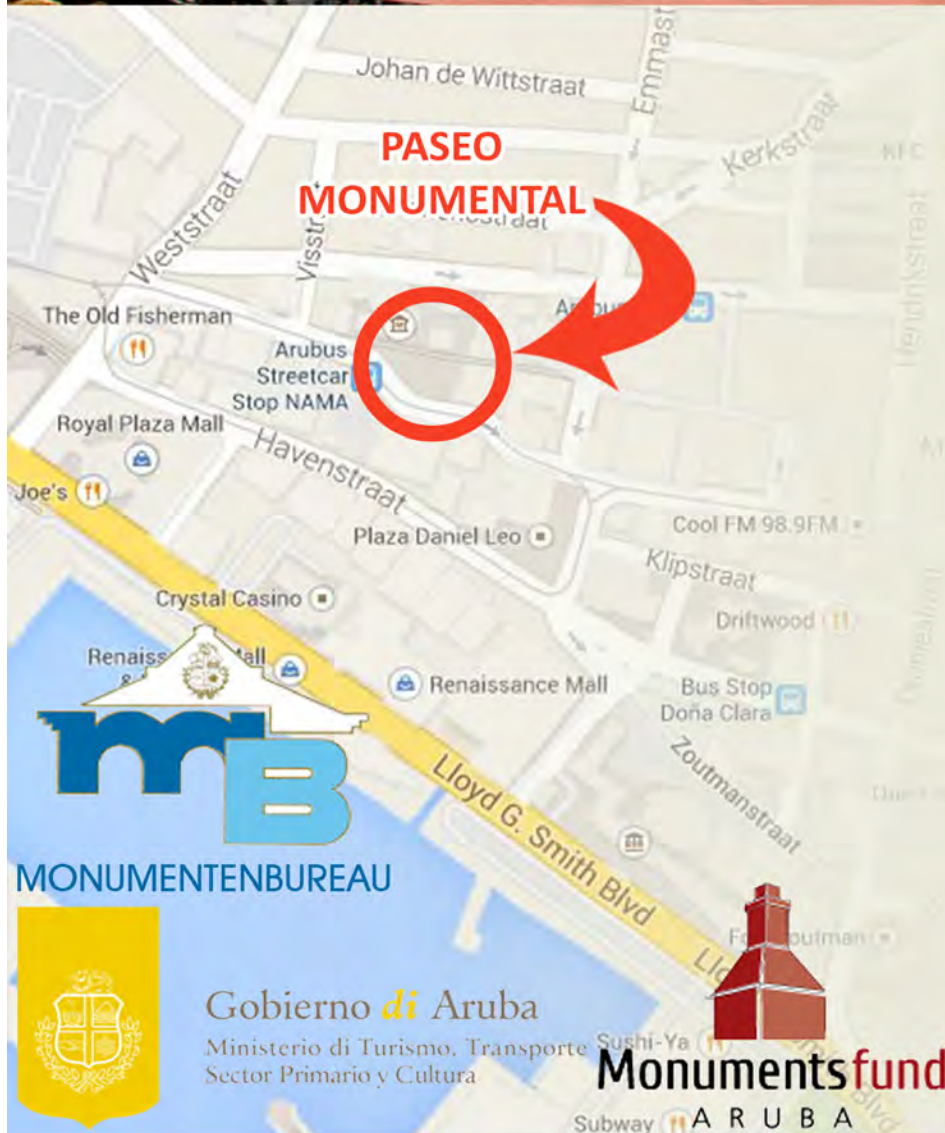 Johan de Wittstraat
Kerkstraat
KFC
PASEO
MONUMENTAL
Weststraat
The Old Fisherman
Arubus
Streetcar
Stop NAMA
Royal Plaza Mall
Havenstraat
Joe's
Plaza Daniel Leo
Cool FM 98.9FM
Klipstraat
Crystal Casino
Driftwood
Renaissance Mall
Bus Stop
Doña Clara
Zoutmanstraat
Lloyd G. Smith Blvd
mB
MONUMENTENBUREAU
Gobierno di Aruba
Ministerio di Turismo, Transporte
Sector Primario y Cultura
Sushi-Ya
Monumentsfund
ARUBA
Subway